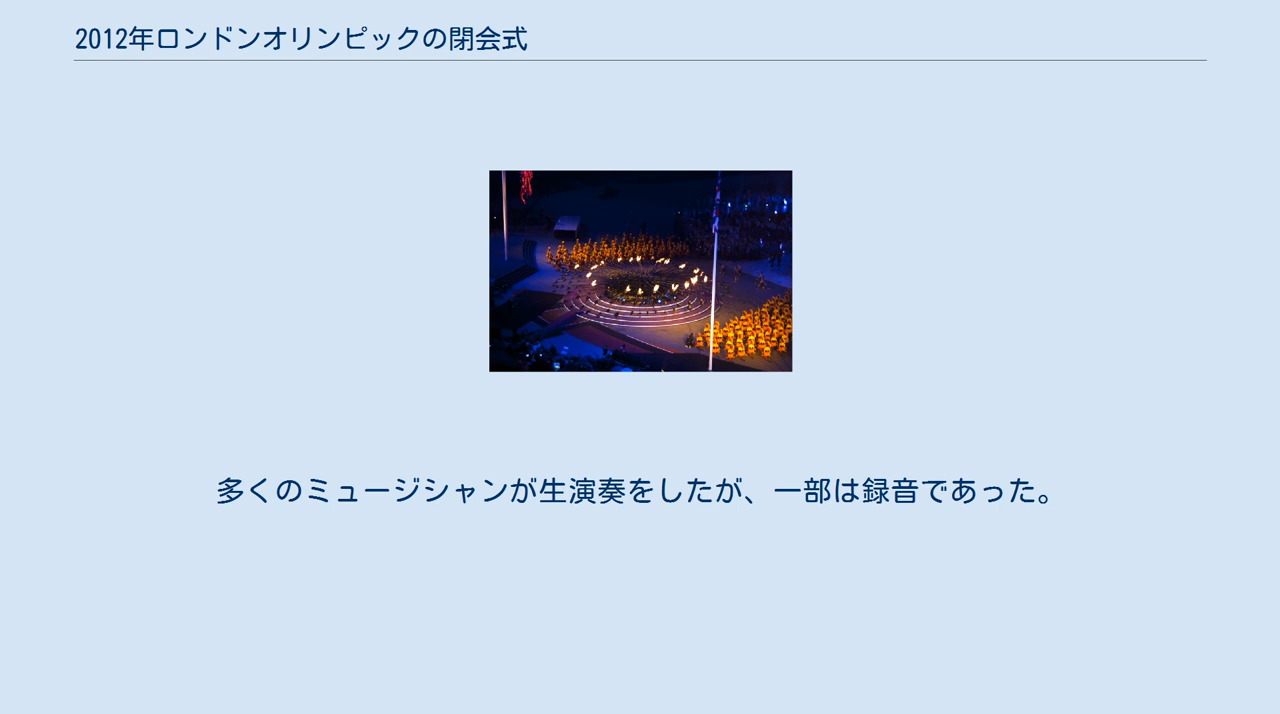 2012年ロンドンオリンピックの閉会式
多くのミュージシャンが生演奏をしたが、一部は録音であった。